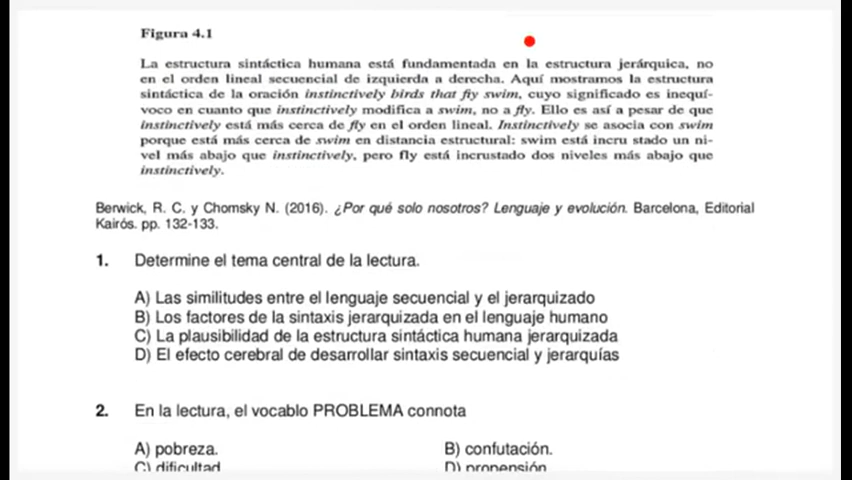 Figura 4.1
La estructura sintáctica humana está fundamentada en la estructura jerárquica, no
en el orden lineal secuencial de izquierda a derecha. Aquí mostramos la estructura
sintáctica de la oración instinctively birds that fly swim, cuyo significado es inequí-
voco en cuanto que instinctively modifica a swim, no a fly. Ello es así a pesar de que
instinctively está más cerca de fly en el orden lineal. Instinctively se asocia con swim
porque está más cerca de swim en distancia estructural: swim está incru stado un ni-
vel más abajo que instinctively, pero fly está incrustado dos niveles más abajo que
instinctively.
Berwick, R. C. y Chomsky N. (2016). ¿Por qué solo nosotros? Lenguaje y evolución. Barcelona, Editorial
Kairós. pp. 132-133.
1. Determine el tema central de la lectura.
A) Las similitudes entre el lenguaje secuencial y el jerarquizado
B) Los factores de la sintaxis jerarquizada en el lenguaje humano
C) La plausibilidad de la estructura sintáctica humana jerarquizada
D) El efecto cerebral de desarrollar sintaxis secuencial y jerarquías
2. En la lectura, el vocablo PROBLEMA connota
A) pobreza. B) confutación.
C) dificultad D) propensión